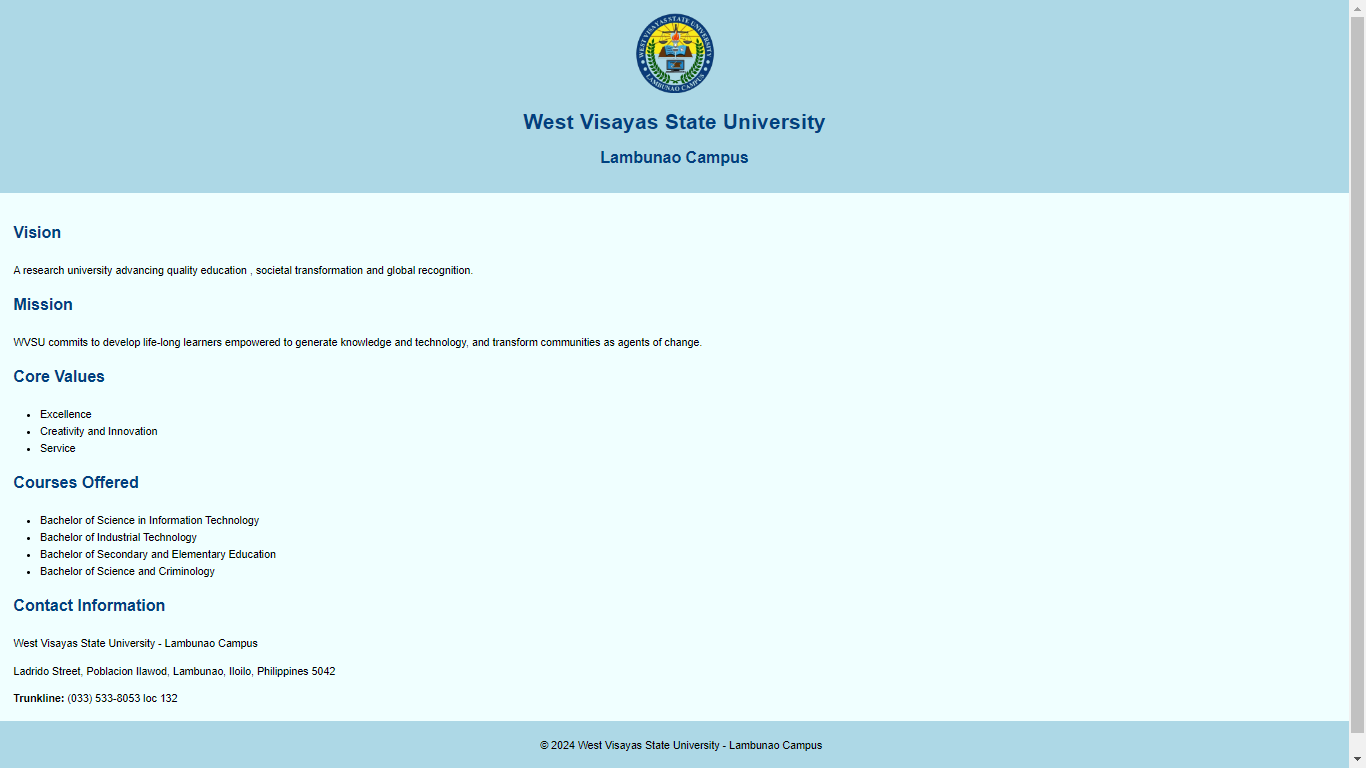 WEST VISAYAS STATE UNIVERSITY
LAMBUNAO CAMPUS
West Visayas State University
Lambunao Campus
Vision
A research university advancing quality education , societal transformation and global recognition.
Mission
WVSU commits to develop life-long learners empowered to generate knowledge and technology, and transform communities as agents of change.
Core Values
Excellence
Creativity and Innovation
Service
Courses Offered
Bachelor of Science in Information Technology
Bachelor of Industrial Technology
Bachelor of Secondary and Elementary Education
Bachelor of Science and Criminology
Contact Information
West Visayas State University - Lambunao Campus
Ladrido Street, Poblacion Ilawod, Lambunao, Iloilo, Philippines 5042
Trunkline: (033) 533-8053 loc 132
© 2024 West Visayas State University - Lambunao Campus